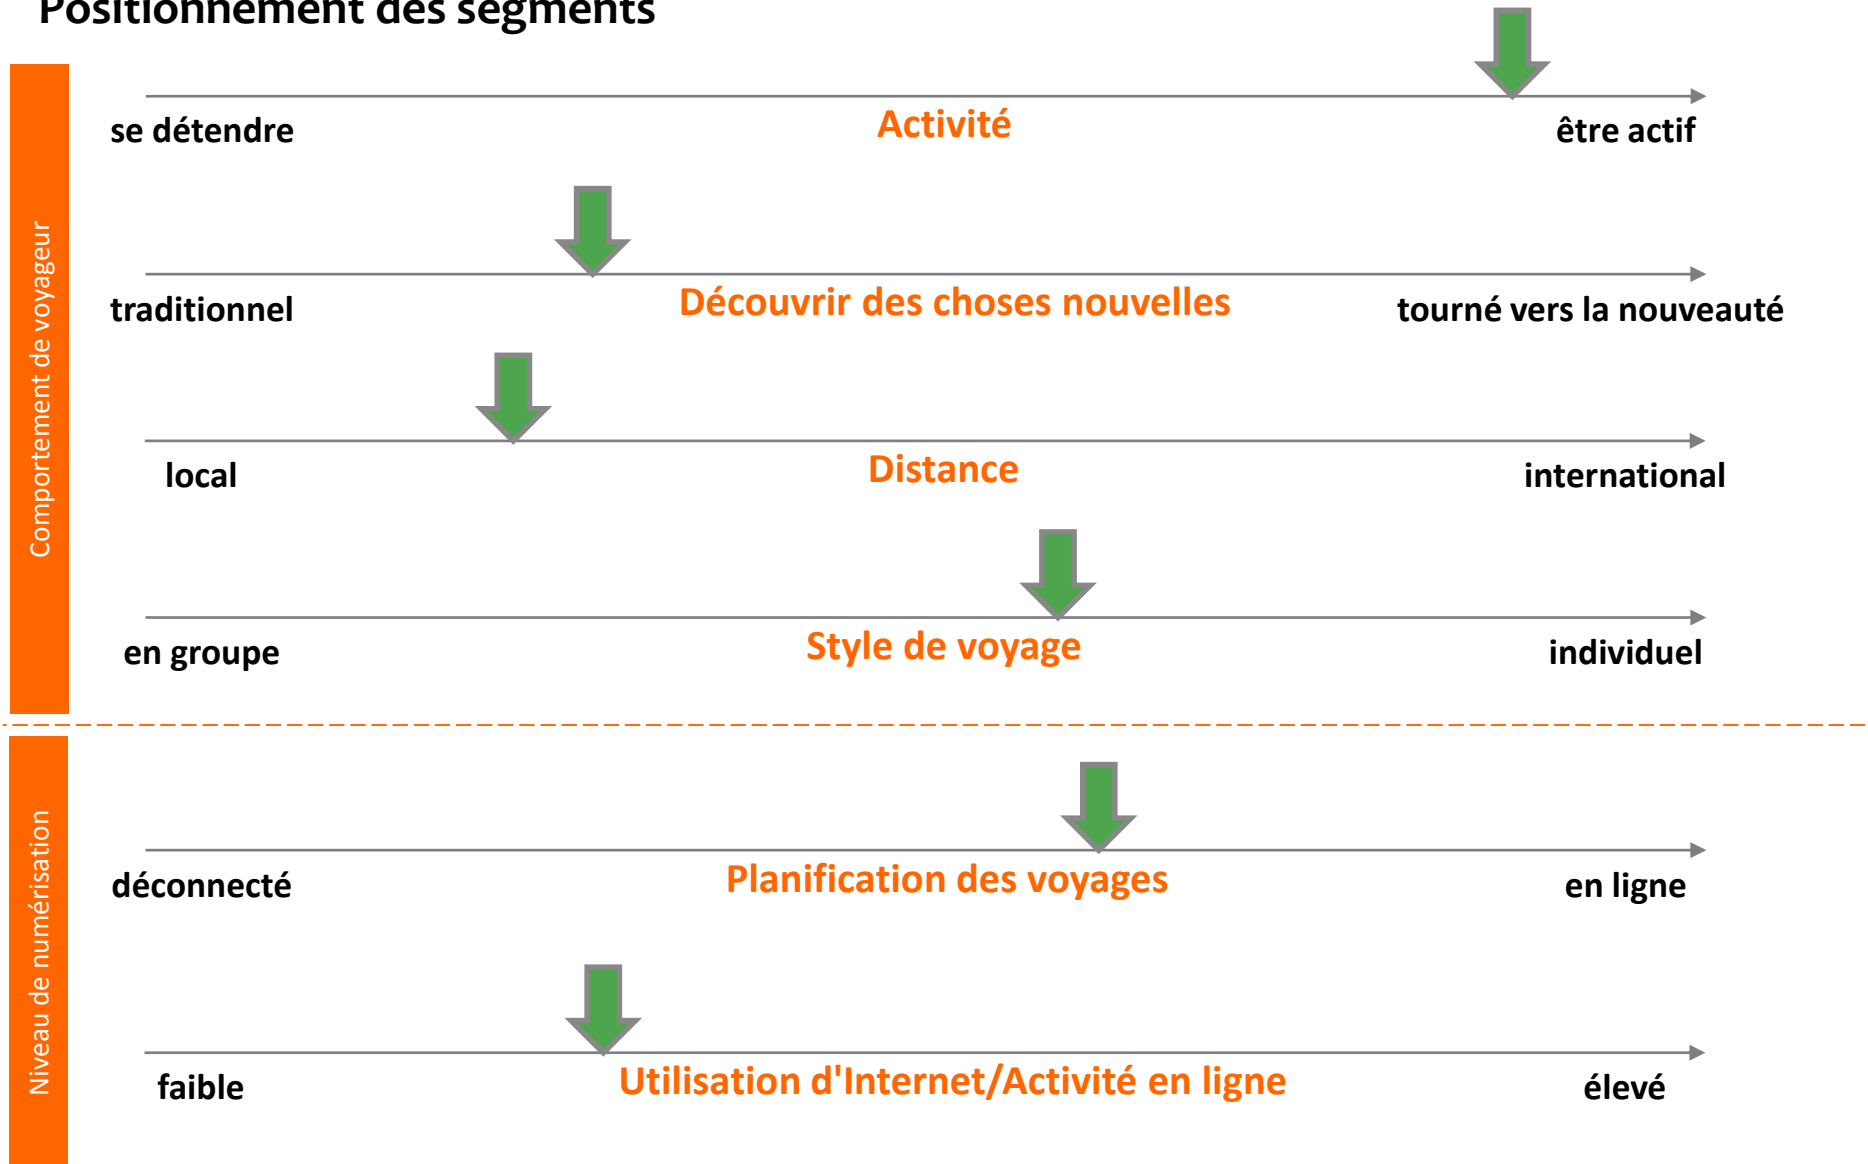 Positionnement des segments
Comportement de voyageur
se détendre
Activité
être actif
traditionnel
Découvrir des choses nouvelles
tourné vers la nouveauté
local
Distance
international
en groupe
Style de voyage
individuel
Niveau de numérisation
déconnecté
Planification des voyages
en ligne
faible
Utilisation d'Internet/Activité en ligne
élevé